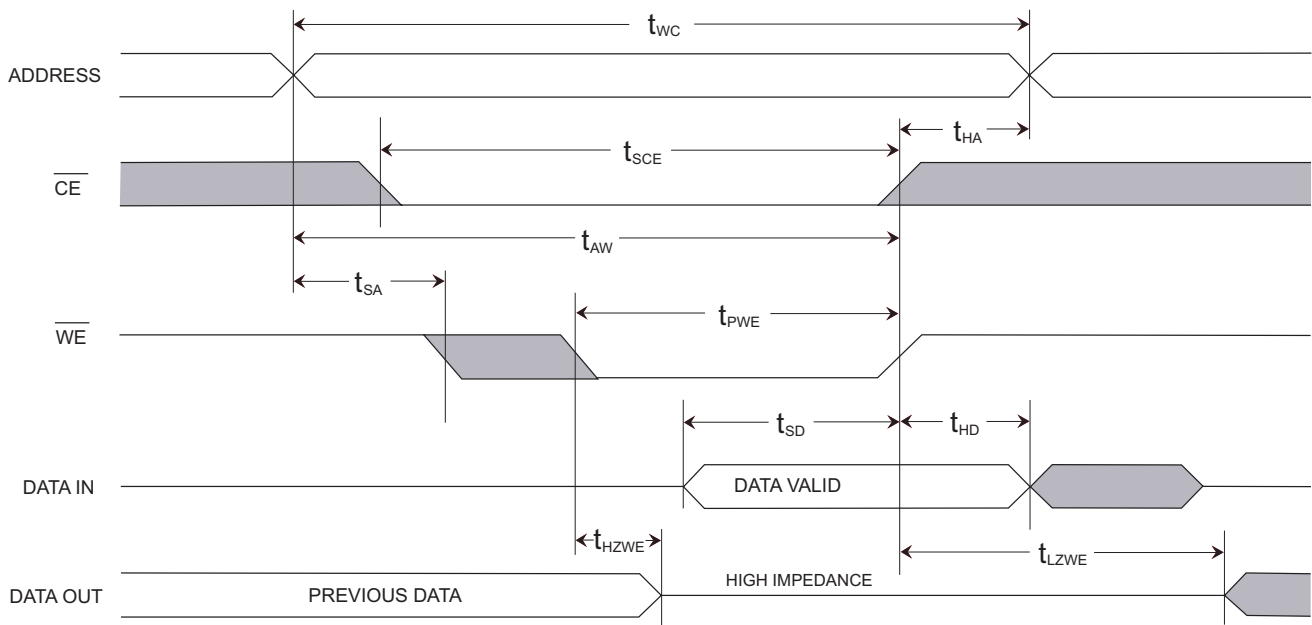 tWC
ADDRESS
tHA
tSCE
CE
tAW
tSA
tPWE
WE
tSD
tHD
DATA IN
DATA VALID
tHZWE
tLZWE
HIGH IMPEDANCE
DATA OUT
PREVIOUS DATA